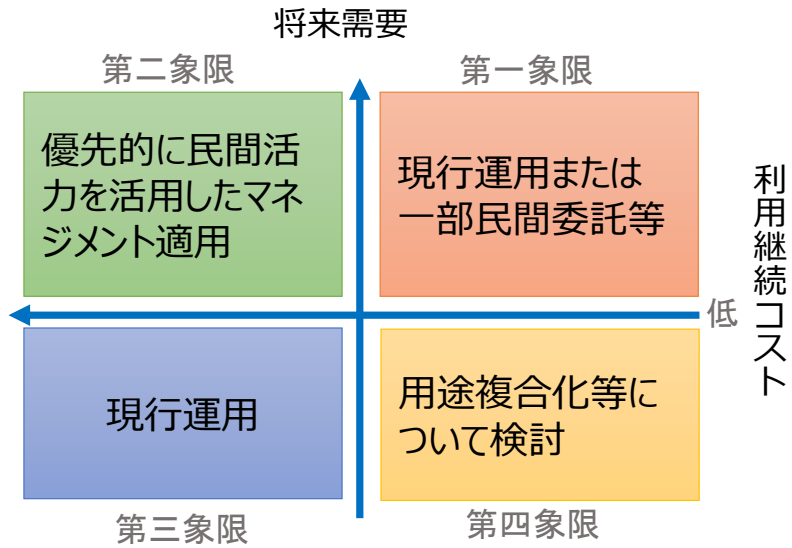 将来需要
第二象限
第一象限
優先的に民間活
力を活用したマネ
ジメント適用
現行運用または
一部民間委託等
利用継続コスト
低
現行運用
用途複合化等に
ついて検討
第三象限
第四象限